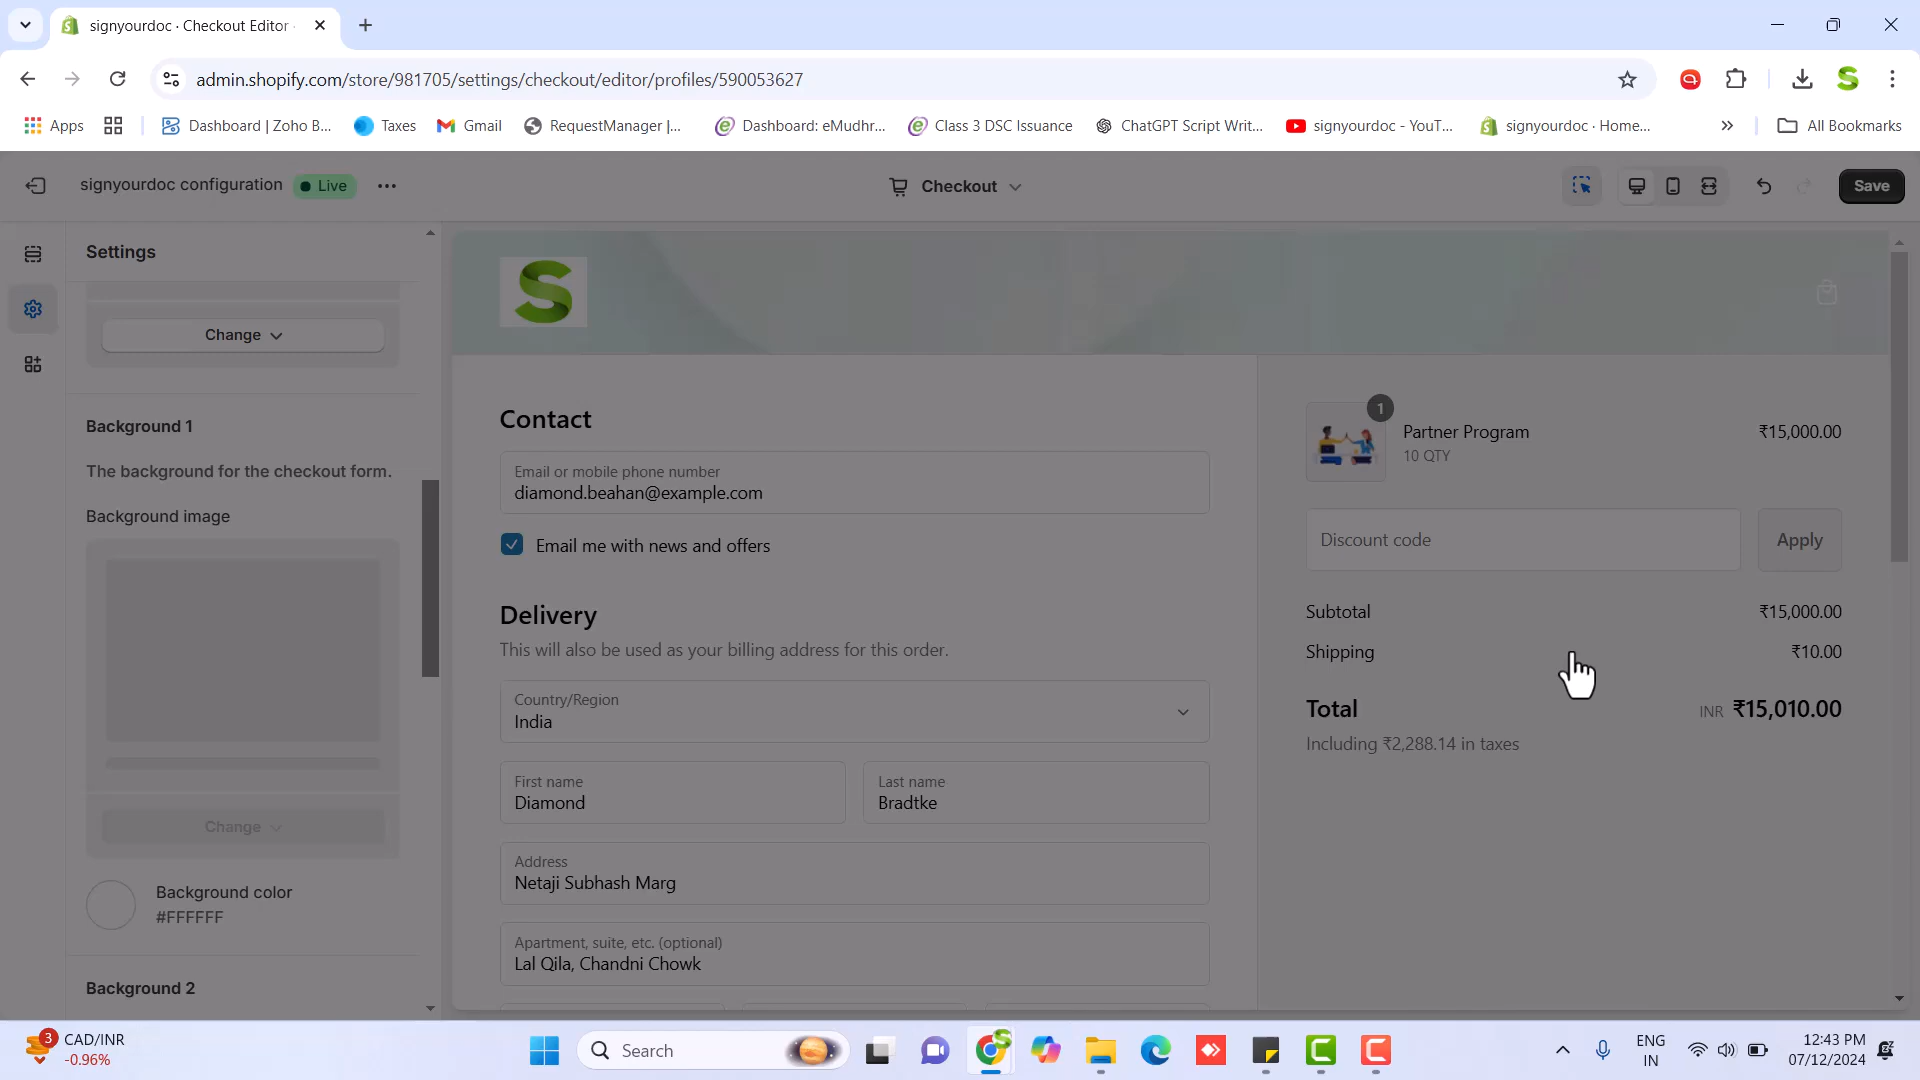 signyourdoc · Checkout Editor
admin.shopify.com/store/981705/settings/checkout/editor/profiles/590053627
Apps
Dashboard | Zoho B...
Taxes
Gmail
RequestManager |...
Dashboard: eMudhr...
Class 3 DSC Issuance
ChatGPT Script Writ...
signyourdoc - YouT...
signyourdoc · Home...
All Bookmarks
signyourdoc configuration
Live
Checkout
Save
Settings
Change
Background 1
The background for the checkout form.
Background image
Change
Background color
#FFFFFF
Background 2
Contact
Email or mobile phone number
diamond.beahan@example.com
Email me with news and offers
Delivery
This will also be used as your billing address for this order.
Country/Region
India
First name
Diamond
Last name
Bradtke
Address
Netaji Subhash Marg
Apartment, suite, etc. (optional)
Lal Qila, Chandni Chowk
1
Partner Program
10 QTY
₹15,000.00
Discount code
Apply
Subtotal
₹15,000.00
Shipping
₹10.00
Total
INR ₹15,010.00
Including ₹2,288.14 in taxes
3
CAD/INR
-0.96%
Search
ENG
IN
12:43 PM
07/12/2024